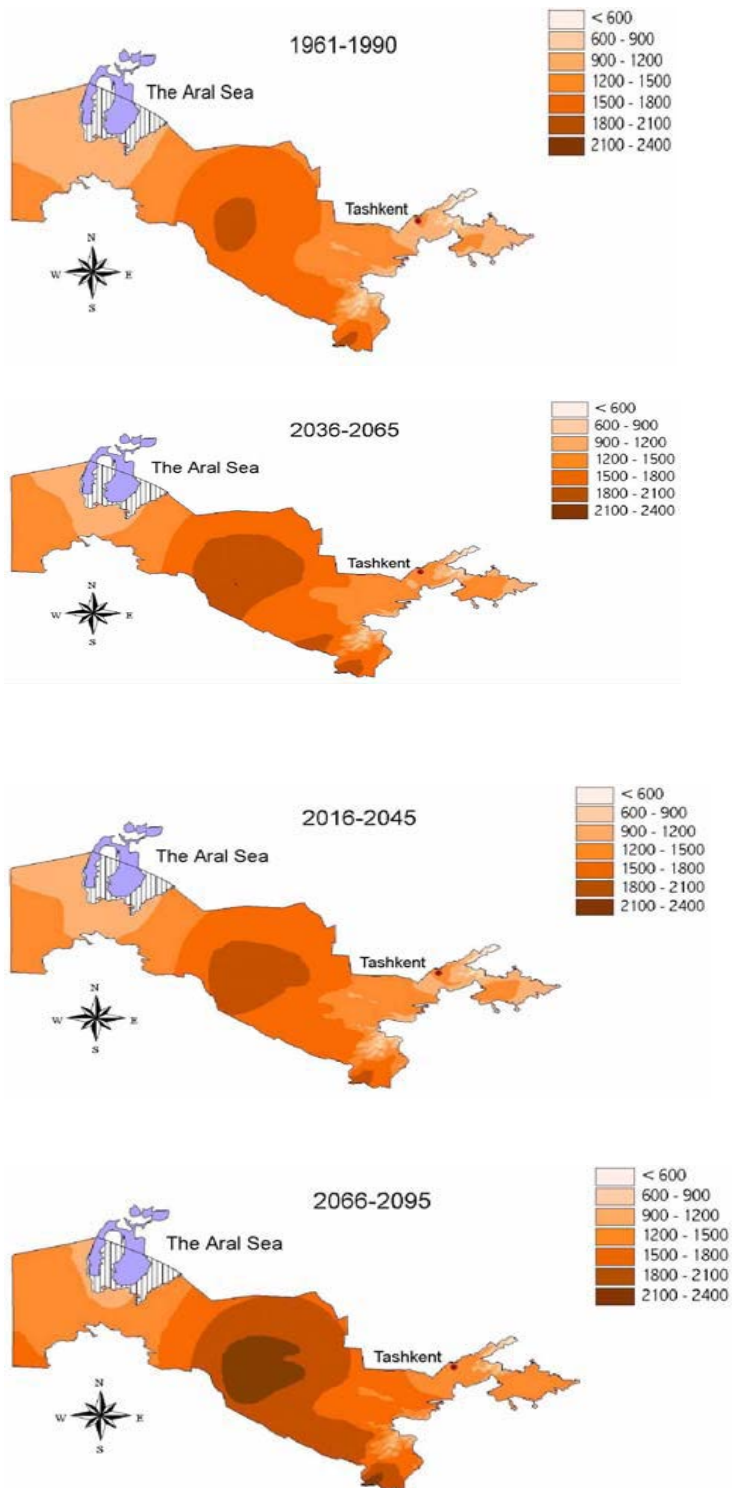 1961-1990
The Aral Sea
Tashkent
N
W E
S
< 600
600 - 900
900 - 1200
1200 - 1500
1500 - 1800
1800 - 2100
2100 - 2400
2036-2065
The Aral Sea
Tashkent
N
W E
S
< 600
600 - 900
900 - 1200
1200 - 1500
1500 - 1800
1800 - 2100
2100 - 2400
2016-2045
The Aral Sea
Tashkent
N
W E
S
< 600
600 - 900
900 - 1200
1200 - 1500
1500 - 1800
1800 - 2100
2100 - 2400
2066-2095
The Aral Sea
Tashkent
N
W E
S
< 600
600 - 900
900 - 1200
1200 - 1500
1500 - 1800
1800 - 2100
2100 - 2400